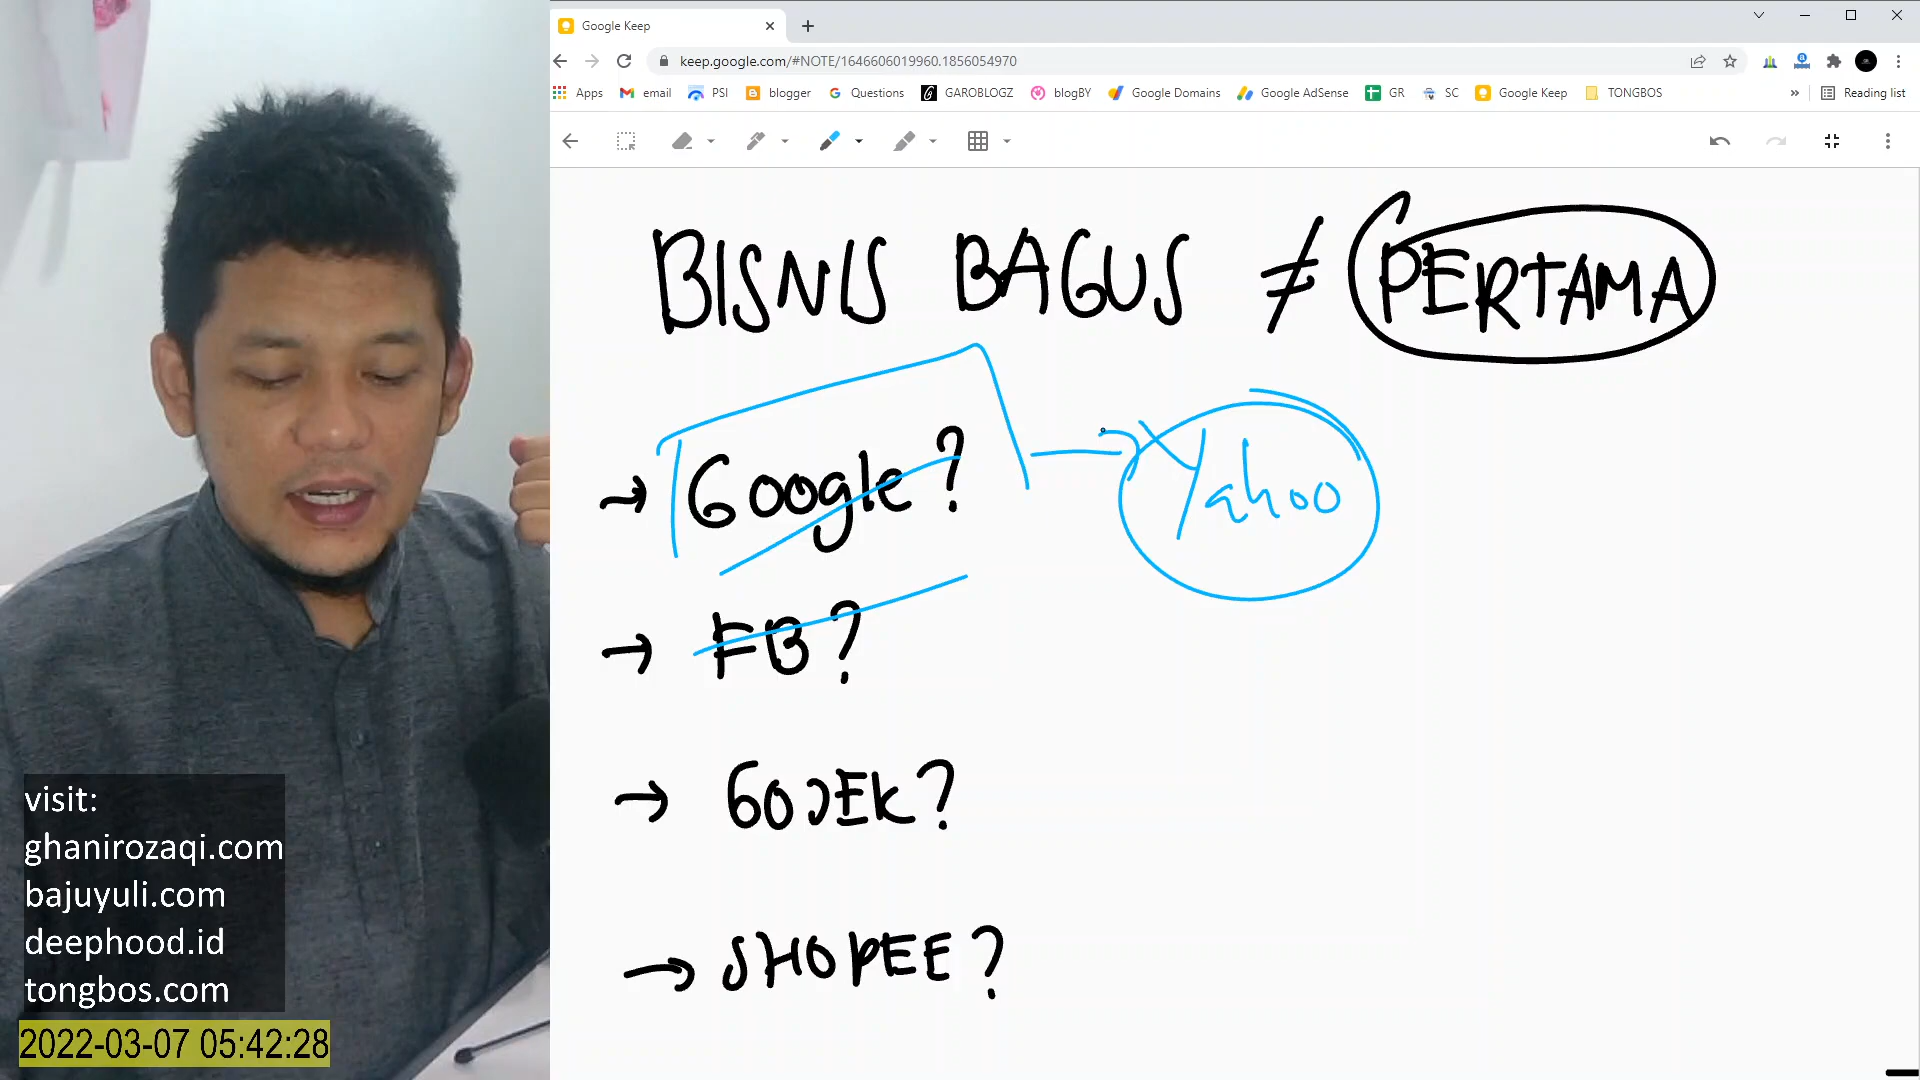 Google Keep
keep.google.com/#NOTE/1646606019960.1856054970
Apps email PSI blogger Questions GAROBLOGZ blogBY Google Domains Google AdSense GR SC Google Keep TONGBOS » Reading list
BISNIS BAGUS ≠ PERTAMA
→ Google? → Yahoo
→ FB?
→ GOJEK?
→ SHOPEE?
visit:
ghanirozaqi.com
bajuyuli.com
deephood.id
tongbos.com
2022-03-07 05:42:28